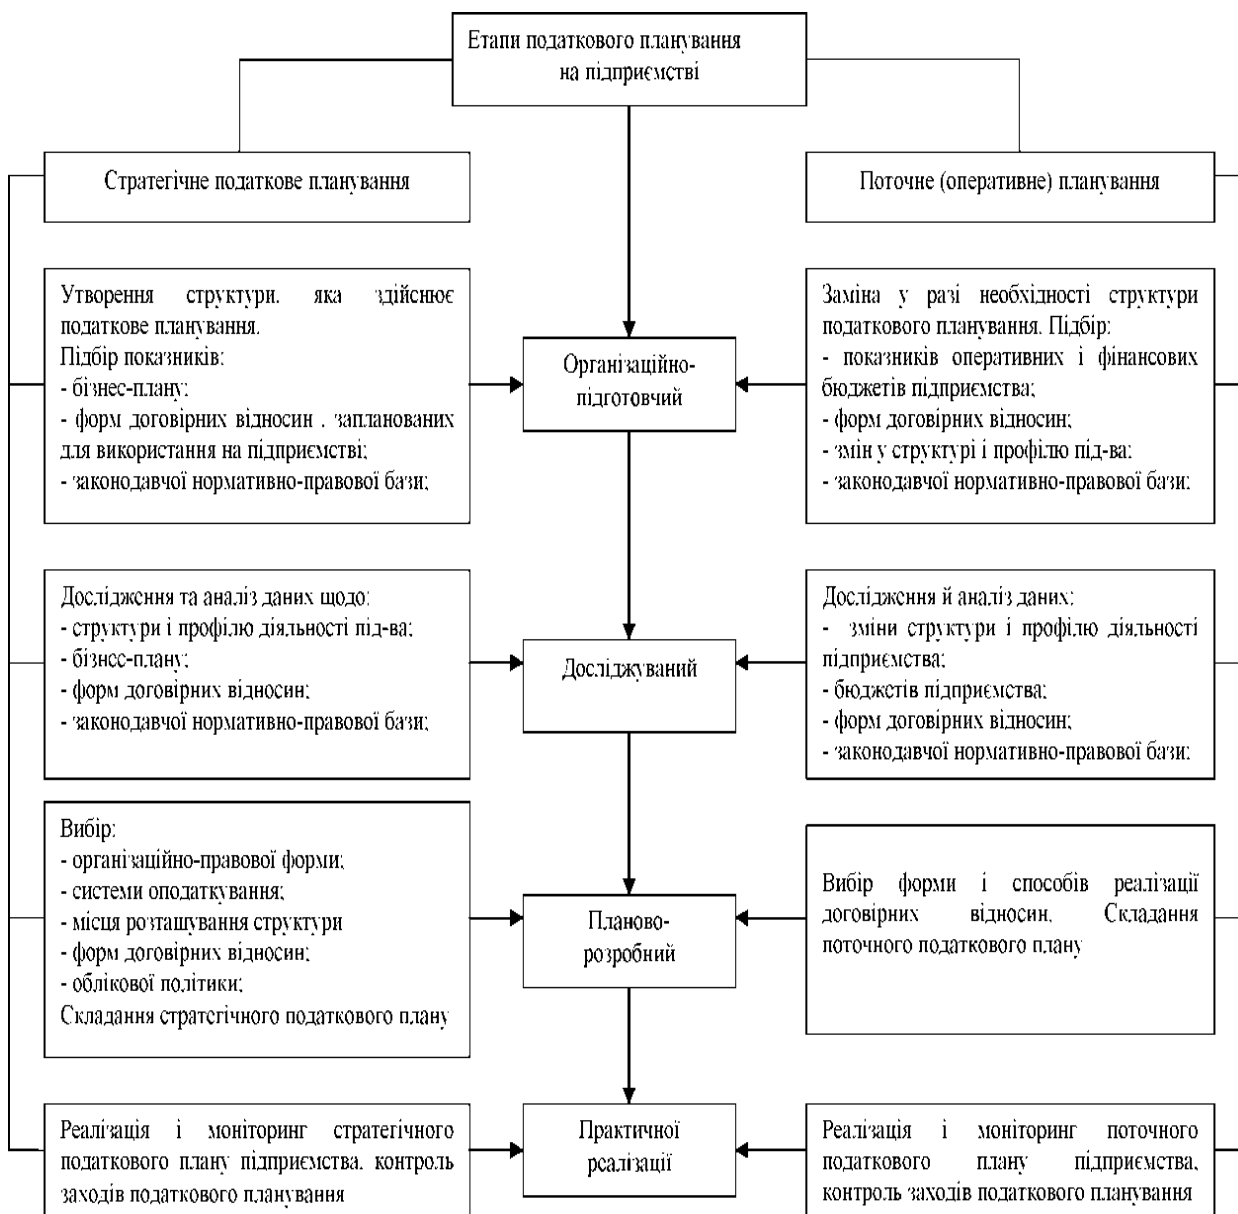 Етапи податкового планування
на підприємстві
Стратегічне податкове планування
Поточне (оперативне) планування
Утворення структури. яка здійснює
податкове планування.
Підбір показників:
- бізнес-плану;
- форм договірних відносин . запланованих
для використання на підприємстві;
- законодавчої нормативно-правової бази;
Організаційно-
підготовчий
Заміна у разі необхідності структури
податкового планування. Підбір:
- показників оперативних і фінансових
бюджетів підприємства;
- форм договірних відносин;
- змін у структурі і профілю під-ва;
- законодавчої нормативно-правової бази;
Дослідження та аналіз даних щодо:
- структури і профілю діяльності під-ва;
- бізнес-плану;
- форм договірних відносин;
- законодавчої нормативно-правової бази;
Досліджуваний
Дослідження й аналіз даних:
- зміни структури і профілю діяльності
підприємства;
- бюджетів підприємства;
- форм договірних відносин;
- законодавчої нормативно-правової бази.
Вибір:
- організаційно-правової форми;
- системи оподаткування;
- місця розташування структури
- форм договірних відносин;
- облікової політики;
Складання стратегічного податкового плану
Планово-
розробний
Вибір форми і способів реалізації
договірних відносин. Складання
поточного податкового плану
Реалізація і моніторинг стратегічного
податкового плану підприємства. контроль
заходів податкового планування
Практичної
реалізації
Реалізація і моніторинг поточного
податкового плану підприємства,
контроль заходів податкового планування